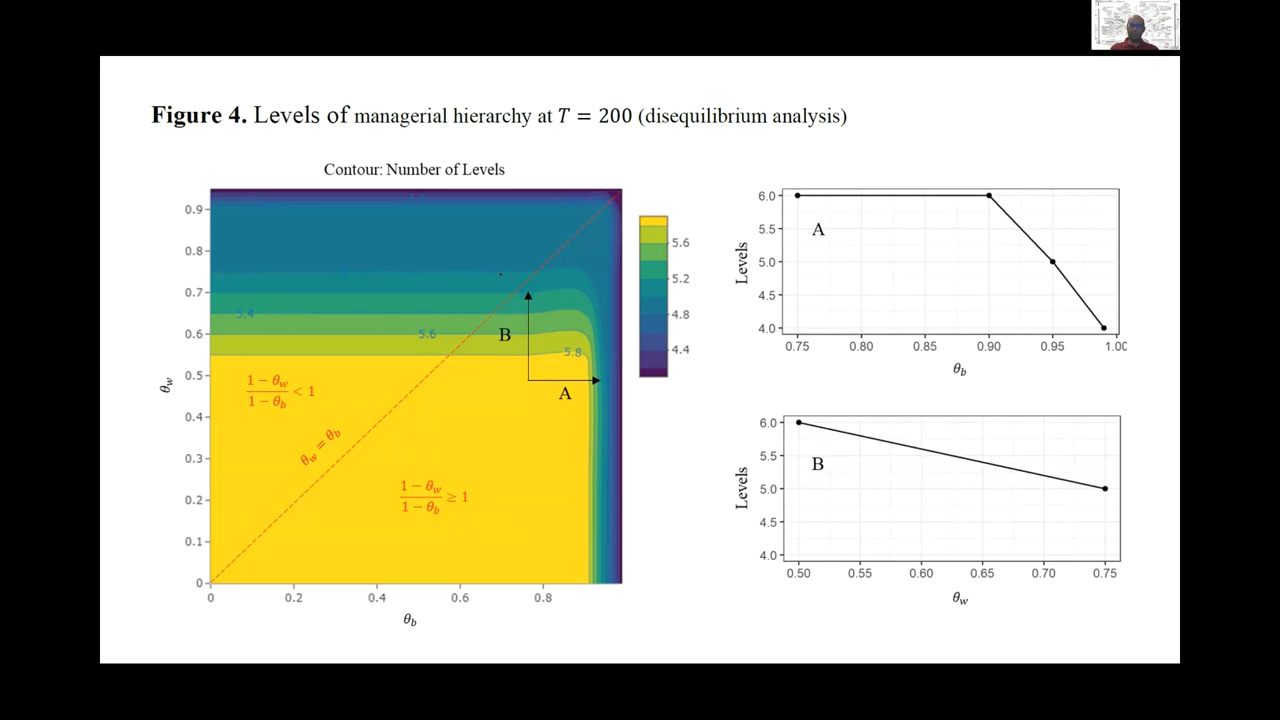 Figure 4. Levels of managerial hierarchy at T = 200 (disequilibrium analysis)
Contour: Number of Levels
0.9
0.8
0.7
0.6
0.5
0.4
0.3
0.2
0.1
0
θw
0
0.2
0.4
0.6
0.8
θb
5.4
5.6
5.8
B
A
1 − θw
1 − θb
< 1
θw = θb
1 − θw
1 − θb
≥ 1
5.6
5.2
4.8
4.4
6.0
5.5
5.0
4.5
4.0
Levels
A
0.75
0.80
0.85
0.90
0.95
1.00
θb
6.0
5.5
5.0
4.5
4.0
Levels
B
0.50
0.55
0.60
0.65
0.70
0.75
θw